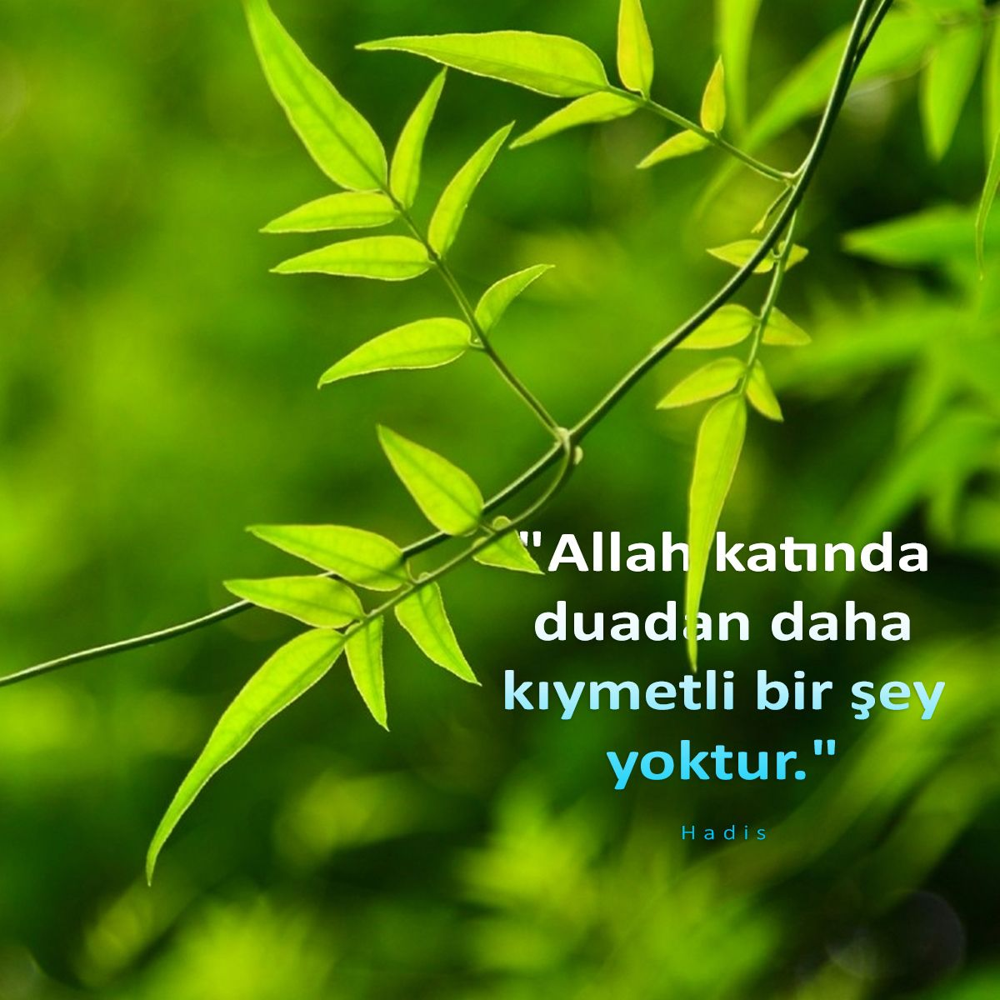 "Allah katında
duadan daha
kıymetli bir şey
yoktur."
Hadis